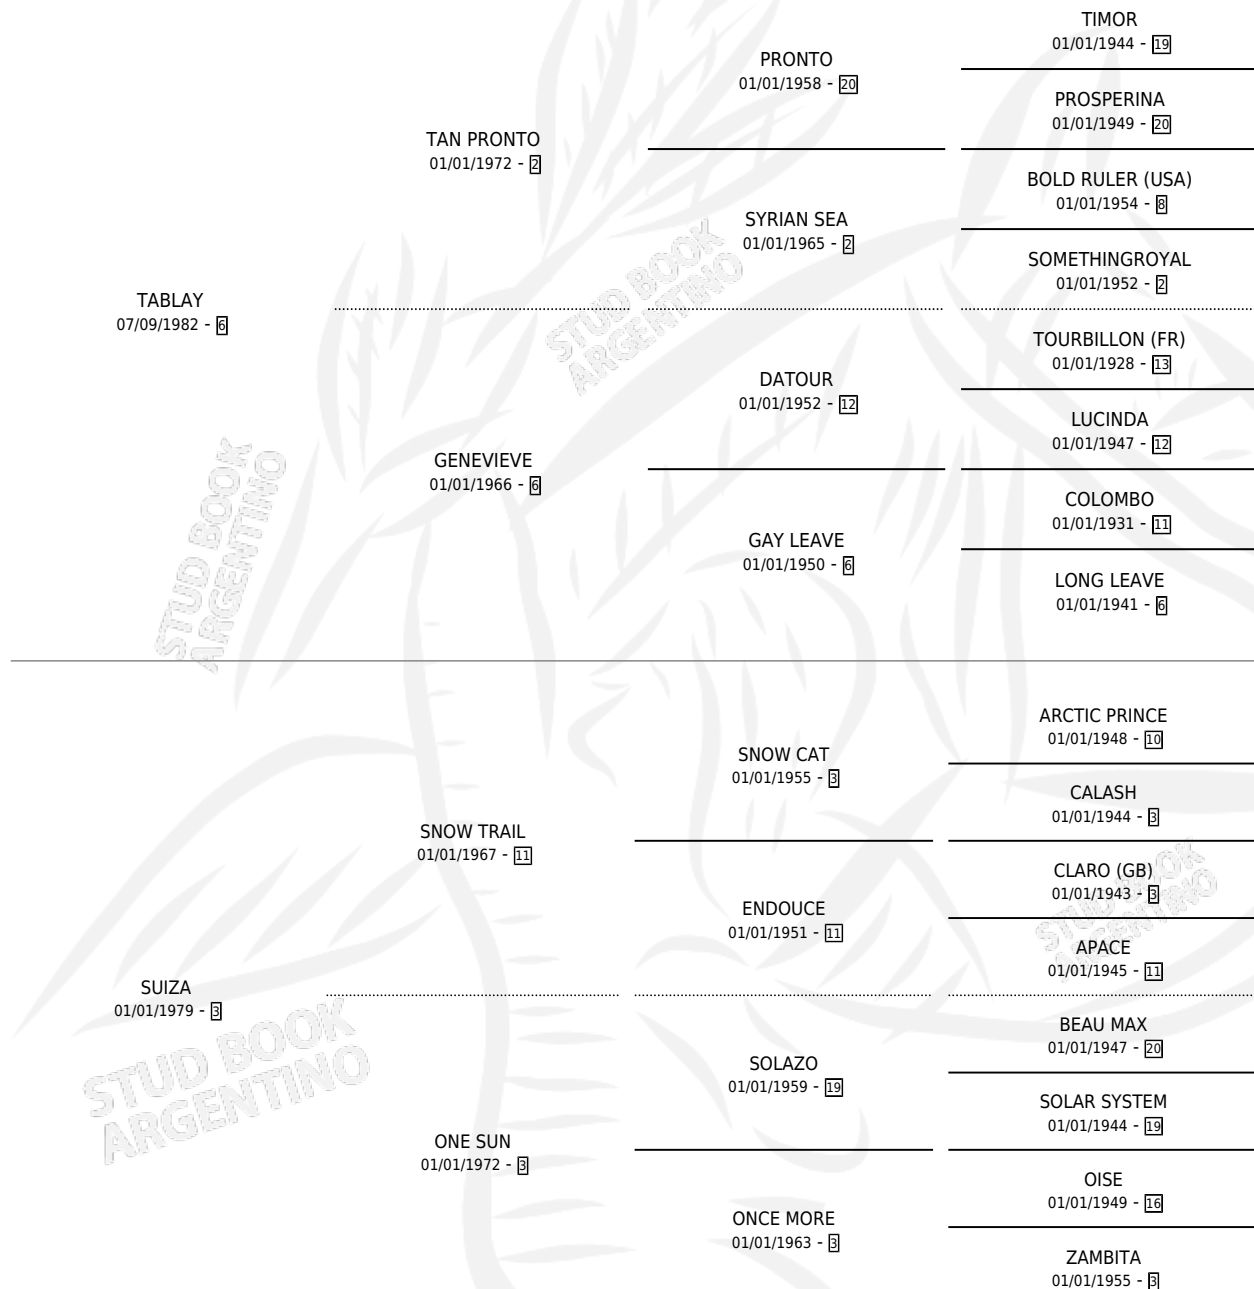 TIMOR
01/01/1944 - 19
PRONTO
01/01/1958 - 20
PROSPERINA
01/01/1949 - 20
TAN PRONTO
01/01/1972 - 2
BOLD RULER (USA)
01/01/1954 - 8
SYRIAN SEA
01/01/1965 - 2
SOMETHINGROYAL
01/01/1952 - 2
TABLAY
07/09/1982 - 6
TOURBILLON (FR)
01/01/1928 - 13
DATOUR
01/01/1952 - 12
LUCINDA
01/01/1947 - 12
GENEVIEVE
01/01/1966 - 6
COLOMBO
01/01/1931 - 11
GAY LEAVE
01/01/1950 - 6
LONG LEAVE
01/01/1941 - 6
ARCTIC PRINCE
01/01/1948 - 10
SNOW CAT
01/01/1955 - 3
CALASH
01/01/1944 - 3
SNOW TRAIL
01/01/1967 - 11
CLARO (GB)
01/01/1943 - 3
ENDOUCE
01/01/1951 - 11
APACE
01/01/1945 - 11
SUIZA
01/01/1979 - 3
BEAU MAX
01/01/1947 - 20
SOLAZO
01/01/1959 - 19
SOLAR SYSTEM
01/01/1944 - 19
ONE SUN
01/01/1972 - 3
OISE
01/01/1949 - 16
ONCE MORE
01/01/1963 - 3
ZAMBITA
01/01/1955 - 3
STUD BOOK
ARGENTINO
STUD BOOK
ARGENTINO
STUD BOOK
ARGENTINO
STUD BOOK
ARGENTINO